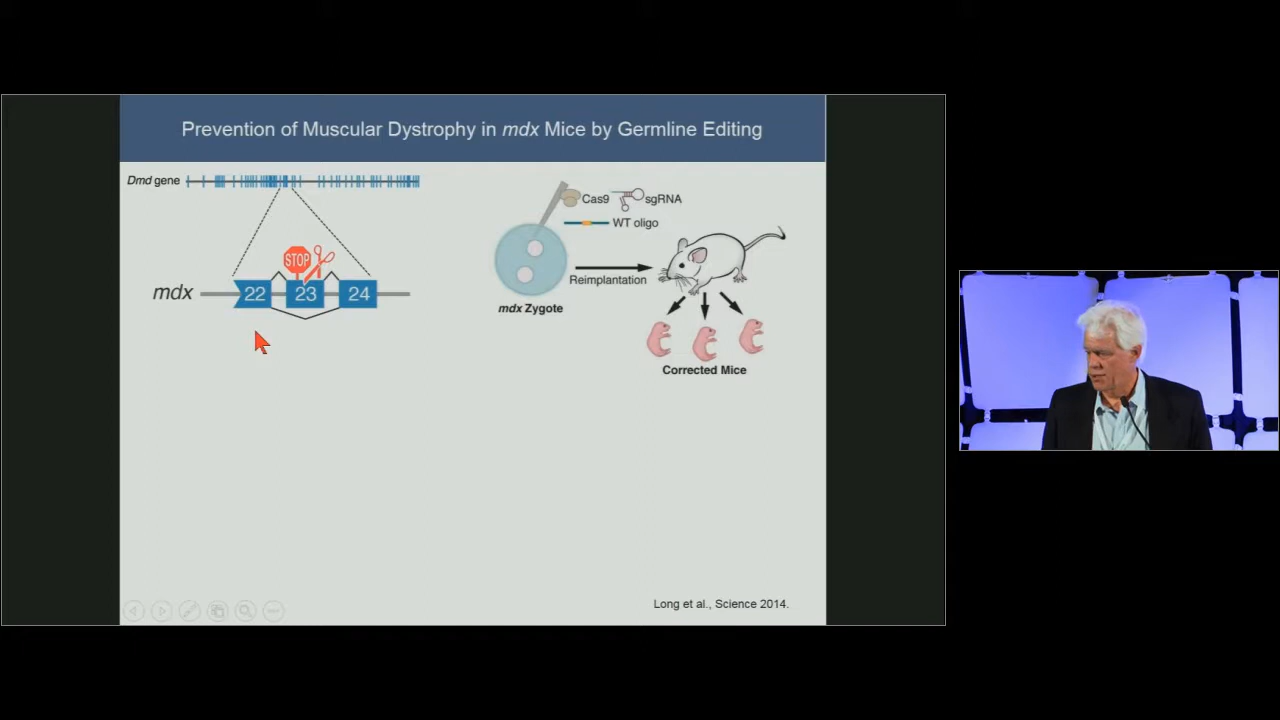 Prevention of Muscular Dystrophy in mdx Mice by Germline Editing
Dmd gene
STOP
mdx
22 23 24
Cas9
sgRNA
WT oligo
Reimplantation
mdx Zygote
Corrected Mice
Long et al., Science 2014.